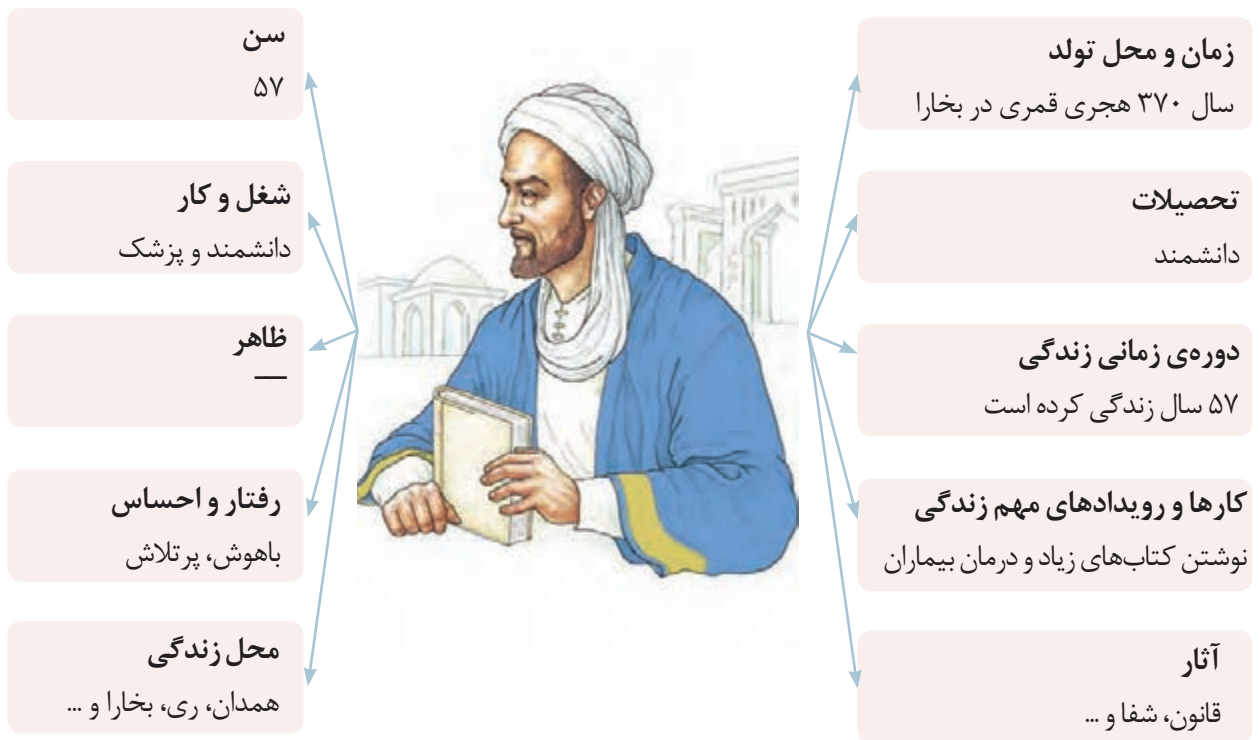 زمان و محل تولد
سال ۳۷۰ هجری قمری در بخارا
تحصیلات
دانشمند
دوره‌ی زمانی زندگی
۵۷ سال زندگی کرده است
کارها و رویدادهای مهم زندگی
نوشتن کتاب‌های زیاد و درمان بیماران
آثار
قانون، شفا و ...
سن
۵۷
شغل و کار
دانشمند و پزشک
ظاهر
—
رفتار و احساس
باهوش، پرتلاش
محل زندگی
همدان، ری، بخارا و ...